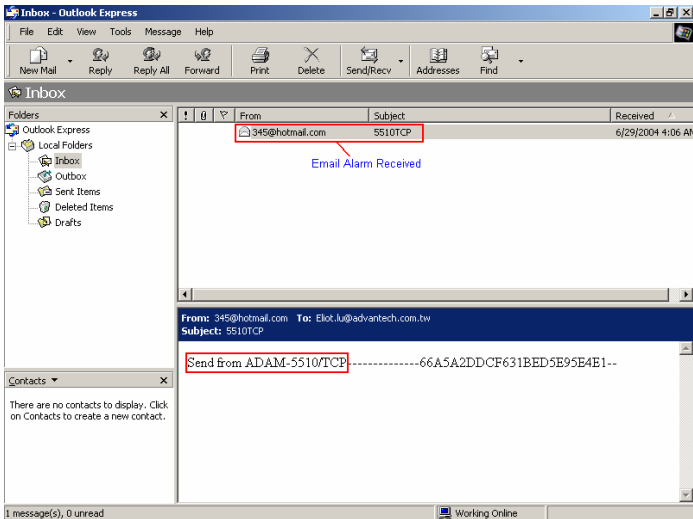 Inbox - Outlook Express
File Edit View Tools Message Help
New Mail Reply Reply All Forward Print Delete Send/Recv Addresses Find
Inbox
Folders
Outlook Express
Local Folders
Inbox
Outbox
Sent Items
Deleted Items
Drafts
! From Subject Received
345@hotmail.com 5510TCP 6/29/2004 4:06 AM
Email Alarm Received
From: 345@hotmail.com To: Eliot.lu@advantech.com.tw
Subject: 5510TCP
Send from ADAM-5510/TCP--------------66A5A2DDCF631BED5E95E4E1--
Contacts
There are no contacts to display. Click
on Contacts to create a new contact.
1 message(s), 0 unread
Working Online